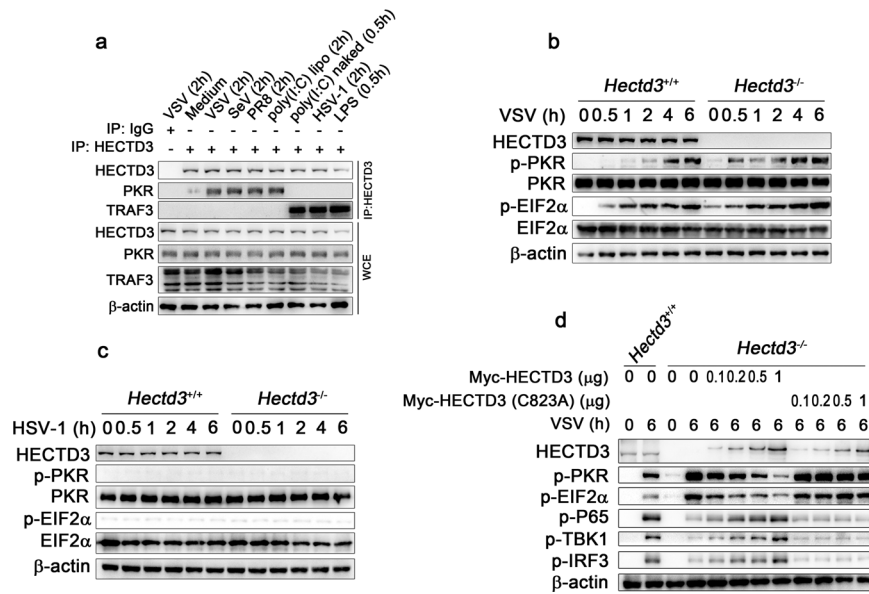 a
VSV (2h)
Medium
VSV (2h)
SeV (2h)
PR8 (2h)
poly(I:C) lipo (2h)
poly(I:C) naked (0.5h)
HSV-1 (2h)
LPS (0.5h)
IP: IgG + - - - - - - - -
IP: HECTD3 - + + + + + + + +
HECTD3
PKR
TRAF3
IP:HECTD3
HECTD3
PKR
TRAF3
β-actin
WCE
b
Hectd3+/+ Hectd3-/-
VSV (h) 0 0.5 1 2 4 6 0 0.5 1 2 4 6
HECTD3
p-PKR
PKR
p-EIF2α
EIF2α
β-actin
c
Hectd3+/+ Hectd3-/-
HSV-1 (h) 0 0.5 1 2 4 6 0 0.5 1 2 4 6
HECTD3
p-PKR
PKR
p-EIF2α
EIF2α
β-actin
d
Hectd3+/+ Hectd3-/-
Myc-HECTD3 (μg) 0 0 0 0 0.1 0.2 0.5 1
Myc-HECTD3 (C823A) (μg) 0 0 0 0 0.1 0.2 0.5 1
VSV (h) 0 6 0 6 6 6 6 6 6 6 6 6
HECTD3
p-PKR
p-EIF2α
p-P65
p-TBK1
p-IRF3
β-actin